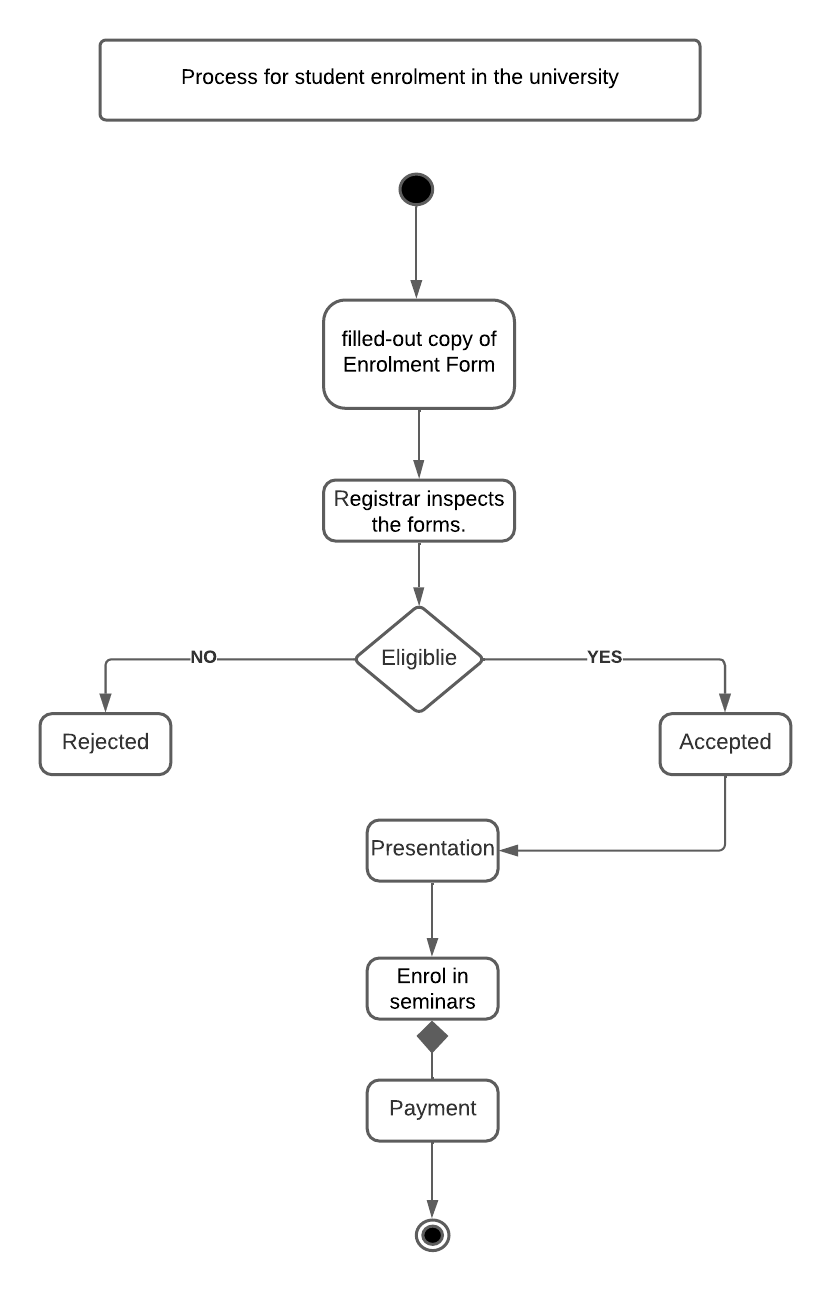 Process for student enrolment in the university
filled-out copy of
Enrolment Form
Registrar inspects
the forms.
Eligiblie
NO
YES
Rejected
Accepted
Presentation
Enrol in
seminars
Payment